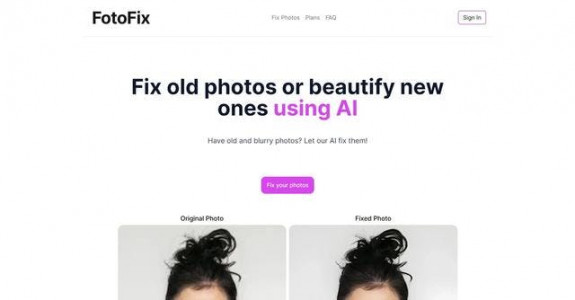 FotoFix
Fix Photos Plans FAQ
Sign In
Fix old photos or beautify new
ones using AI
Have old and blurry photos? Let our AI fix them!
Fix your photos
Original Photo
Fixed Photo